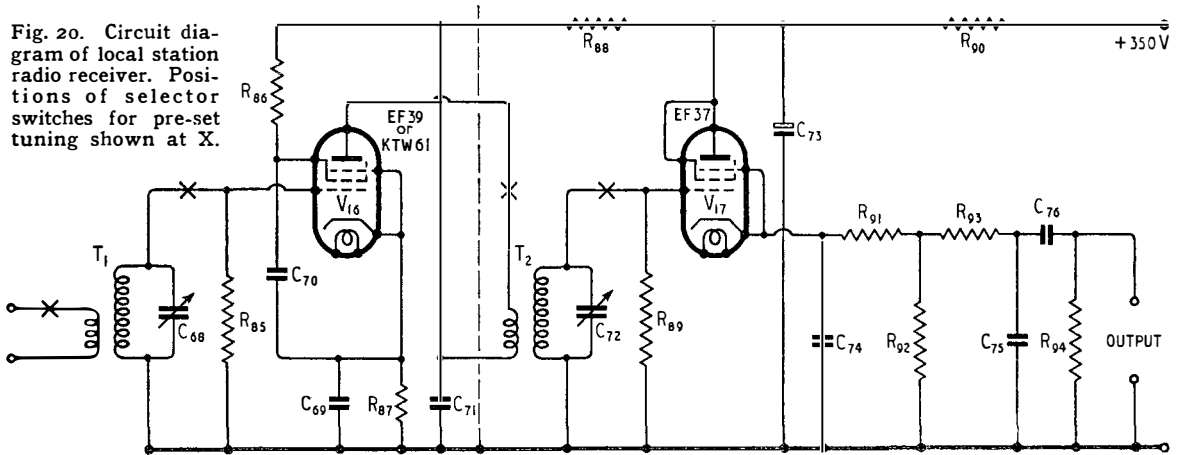 Fig. 20. Circuit dia-
gram of local station
radio receiver. Posi-
tions of selector
switches for pre-set
tuning shown at X.
R88
R90
+350V
R86
EF39
or
KTW61
EF37
C73
V16
V17
T1
C70
T2
R91
R93
C76
C68
R85
C72
R89
C74
R92
C75
R94
OUTPUT
C69
R87
C71